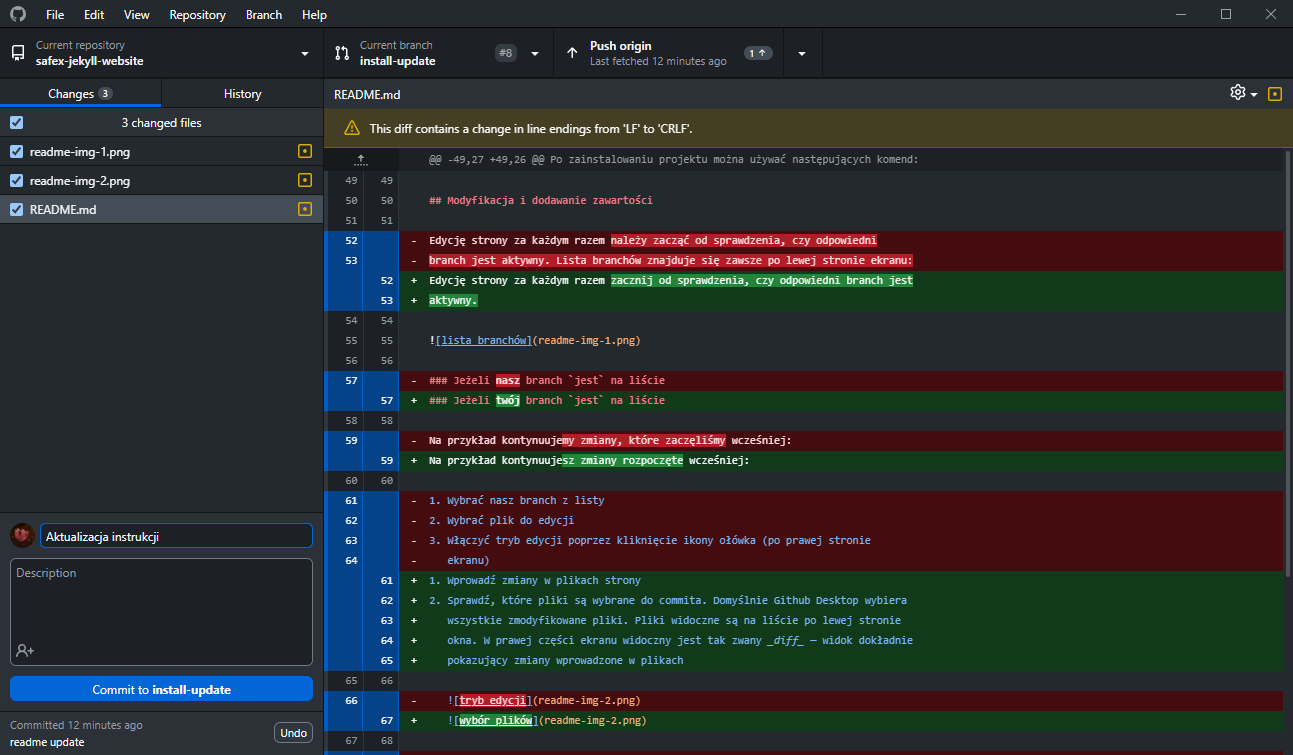 File Edit View Repository Branch Help
Current repository
safex-jekyll-website
Current branch
install-update
#8
Push origin
Last fetched 12 minutes ago
1
Changes 3
History
3 changed files
readme-img-1.png
readme-img-2.png
README.md
Aktualizacja instrukcji
Description
Commit to install-update
Committed 12 minutes ago
readme update
Undo
README.md
This diff contains a change in line endings from 'LF' to 'CRLF'.
@@ -49,27 +49,26 @@ Po zainstalowaniu projektu można używać następujących komend:
49 49
50 50 ## Modyfikacja i dodawanie zawartości
51 51
52 - Edycję strony za każdym razem należy zacząć od sprawdzenia, czy odpowiedni
53 - branch jest aktywny. Lista branchów znajduje się zawsze po lewej stronie ekranu:
52 + Edycję strony za każdym razem zacznij od sprawdzenia, czy odpowiedni branch jest
53 + aktywny.
54 54
55 55 ![lista branchów](readme-img-1.png)
56 56
57 - ### Jeżeli nasz branch `jest` na liście
57 + ### Jeżeli twój branch `jest` na liście
58 58
59 - Na przykład kontynuujemy zmiany, które zaczęliśmy wcześniej:
59 + Na przykład kontynuujesz zmiany rozpoczęte wcześniej:
60 60
61 - 1. Wybrać nasz branch z listy
62 - 2. Wybrać plik do edycji
63 - 3. Włączyć tryb edycji poprzez kliknięcie ikony ołówka (po prawej stronie
64 - ekranu)
61 + 1. Wprowadź zmiany w plikach strony
62 + 2. Sprawdź, które pliki są wybrane do commita. Domyślnie Github Desktop wybiera
63 + wszystkie zmodyfikowane pliki. Pliki widoczne są na liście po lewej stronie
64 + okna. W prawej części ekranu widoczny jest tak zwany _diff_ — widok dokładnie
65 + pokazujący zmiany wprowadzone w plikach
65 66
66 - ![tryb edycji](readme-img-2.png)
67 + ![wybór plików](readme-img-2.png)
67 68